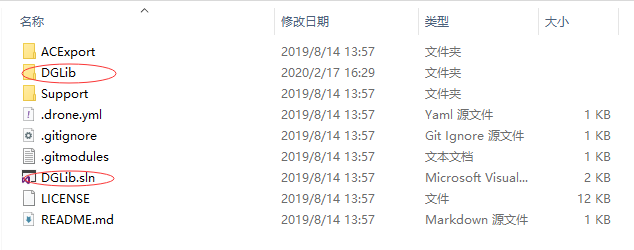 名称 修改日期 类型 大小
ACExport 2019/8/14 13:57 文件夹
DGLib 2020/2/17 16:29 文件夹
Support 2019/8/14 13:57 文件夹
.drone.yml 2019/8/14 13:57 Yaml 源文件 1 KB
.gitignore 2019/8/14 13:57 Git Ignore 源文件 1 KB
.gitmodules 2019/8/14 13:57 文本文档 1 KB
DGLib.sln 2019/8/14 13:57 Microsoft Visual... 2 KB
LICENSE 2019/8/14 13:57 文件 12 KB
README.md 2019/8/14 13:57 Markdown 源文件 1 KB